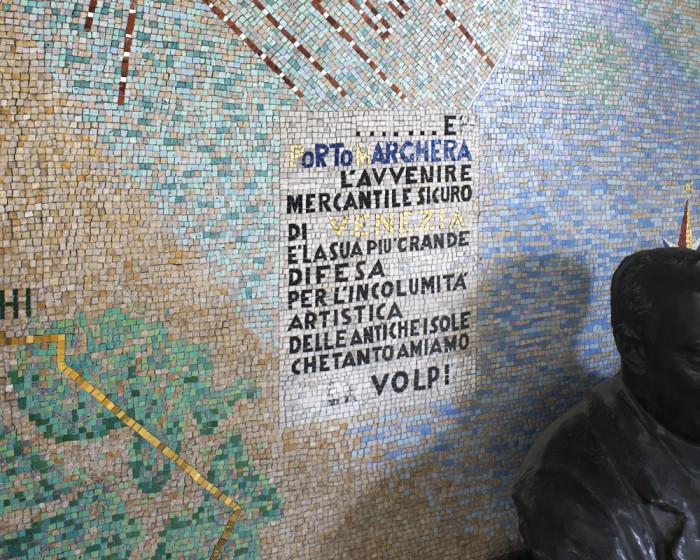 .......E'
PORTO MARGHERA
L'AVVENIRE
MERCANTILE SICURO
DI VENEZIA
E'LA SUA PIU'GRANDE
DIFESA
PER L'INCOLUMITA'
ARTISTICA
DELLE ANTICHE ISOLE
CHE TANTO AMIAMO
VOLPI
HI